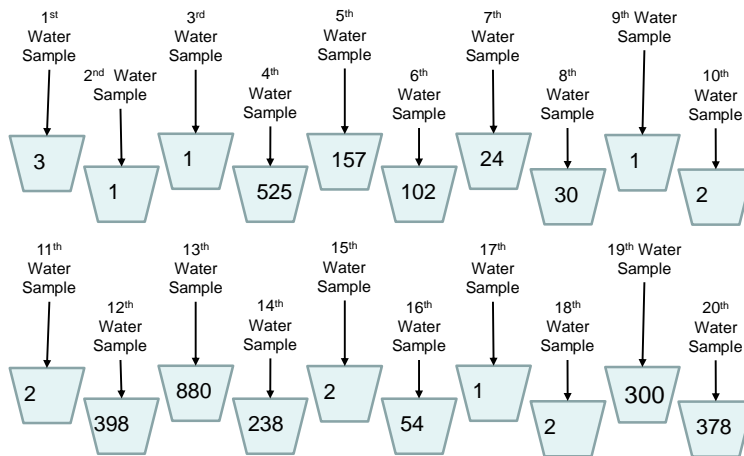 1st
Water
Sample
2nd Water
Sample
3rd
Water
Sample
4th
Water
Sample
5th
Water
Sample
6th
Water
Sample
7th
Water
Sample
8th
Water
Sample
9th Water
Sample
10th
Water
Sample
3
1
1
525
157
102
24
30
1
2
11th
Water
Sample
12th
Water
Sample
13th
Water
Sample
14th
Water
Sample
15th
Water
Sample
16th
Water
Sample
17th
Water
Sample
18th
Water
Sample
19th Water
Sample
20th
Water
Sample
2
398
880
238
2
54
1
2
300
378